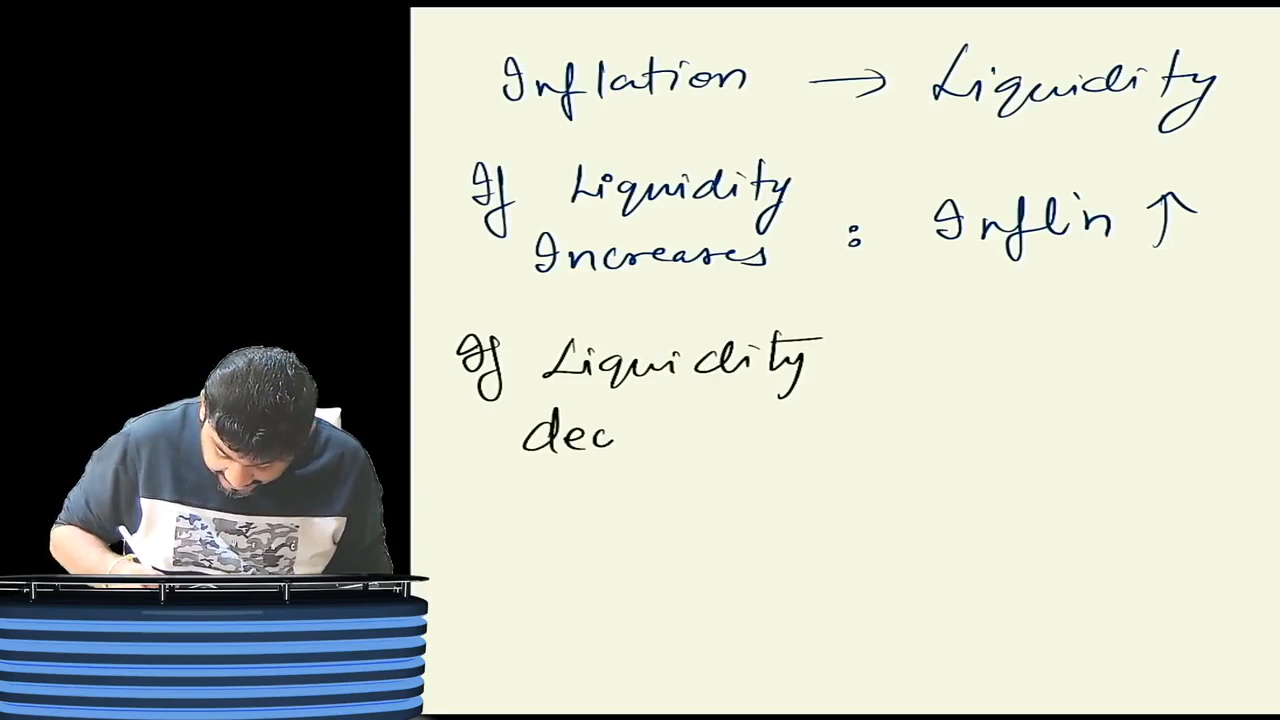 Inflation → Liquidity
If Liquidity
Increases : Infl'n ↑
If Liquidity
dec